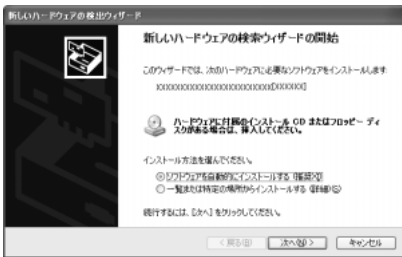 新しいハードウェアの検出ウィザード
新しいハードウェアの検索ウィザードの開始
このウィザードでは、次のハードウェアに必要なソフトウェアをインストールします:
ハードウェアに付属のインストール CD またはフロッピー ディ
スクがある場合は、挿入してください。
インストール方法を選んでください。
ソフトウェアを自動的にインストールする (推奨)(I)
一覧または特定の場所からインストールする (詳細)(S)
続行するには、[次へ] をクリックしてください。
< 戻る(B) 次へ(N) > キャンセル